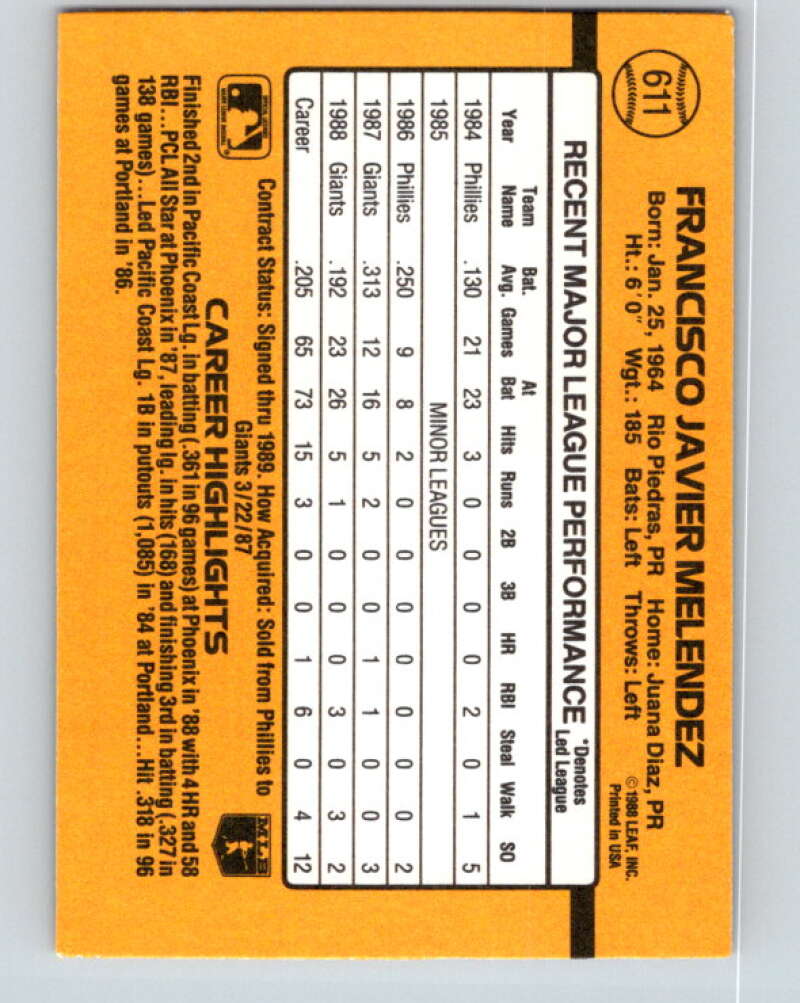 611
FRANCISCO JAVIER MELENDEZ
Born: Jan. 25, 1964 Rio Piedras, PR Home: Juana Diaz, PR
Ht.: 6'0" Wgt.: 185 Bats: Left Throws: Left
©1988 LEAF, INC.
Printed in USA
RECENT MAJOR LEAGUE PERFORMANCE *Denotes
Led League
Team Bat. At
Year Name Avg. Games Bat Hits Runs 2B 3B HR RBI Steal Walk SO
1984 Phillies .130 21 23 3 0 0 0 0 2 0 1 5
1985 MINOR LEAGUES
1986 Phillies .250 9 8 2 0 0 0 0 0 0 0 2
1987 Giants .313 12 16 5 2 0 0 1 1 0 0 3
1988 Giants .192 23 26 5 1 0 0 0 3 0 3 2
Career .205 65 73 15 3 0 0 1 6 0 4 12
Contract Status: Signed thru 1989. How Acquired: Sold from Phillies to
Giants 3/22/87
MLB
CAREER HIGHLIGHTS
Finished 2nd in Pacific Coast Lg. in batting (.361 in 96 games) at Phoenix in '88 with 4 HR and 58
RBI...PCL All Star at Phoenix in '87, leading lg. in hits (168) and finishing 3rd in batting (.327 in
138 games)...Led Pacific Coast Lg. 1B in putouts (1,085) in '84 at Portland...Hit .318 in 96
games at Portland in '86.